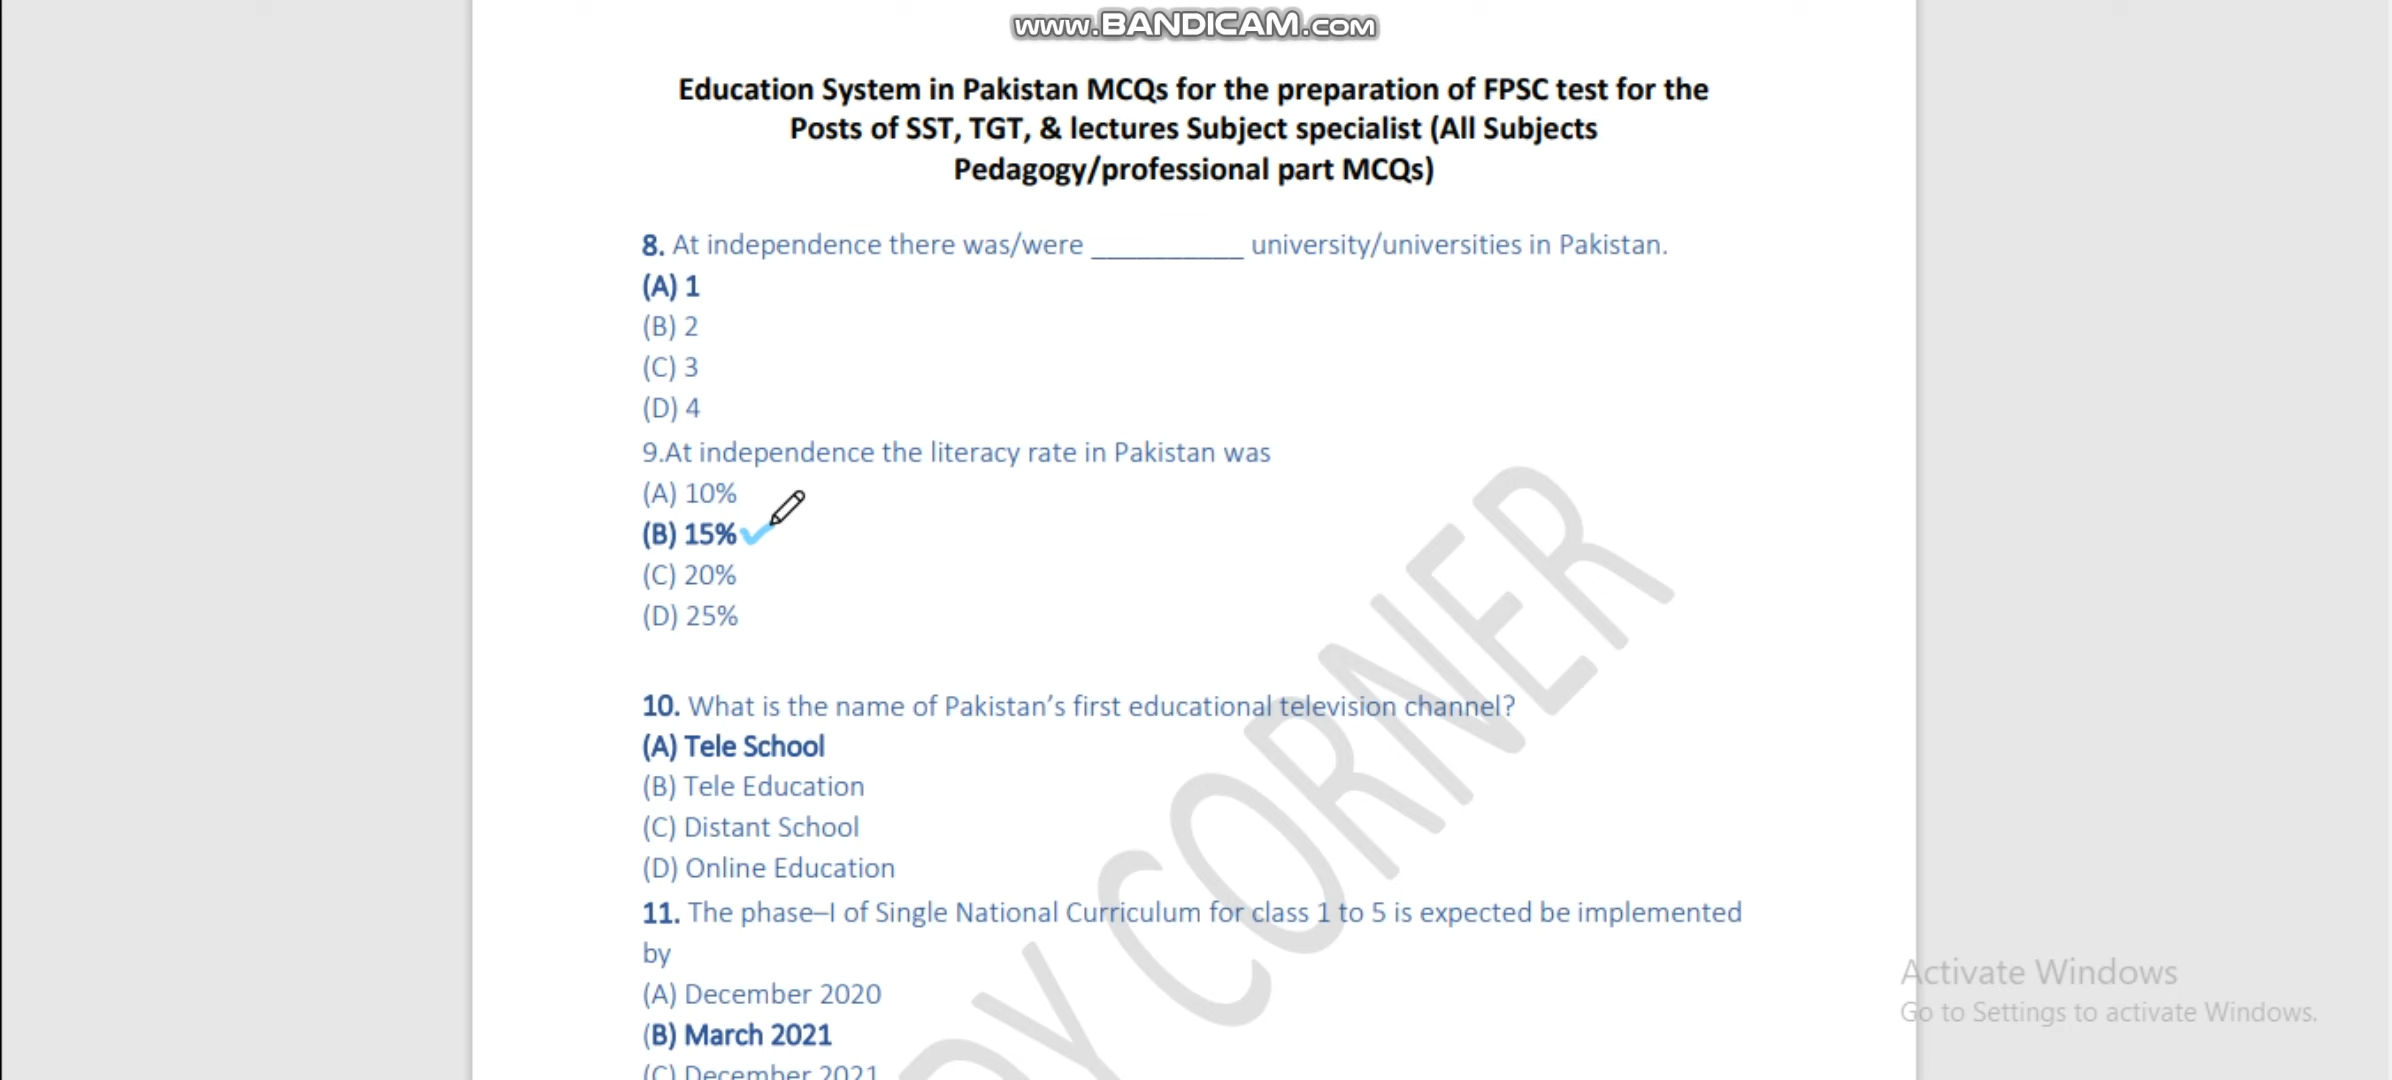 www.BANDICAM.com
Education System in Pakistan MCQs for the preparation of FPSC test for the
Posts of SST, TGT, & lectures Subject specialist (All Subjects
Pedagogy/professional part MCQs)
8. At independence there was/were __________ university/universities in Pakistan.
(A) 1
(B) 2
(C) 3
(D) 4
9.At independence the literacy rate in Pakistan was
(A) 10%
(B) 15%
(C) 20%
(D) 25%
10. What is the name of Pakistan’s first educational television channel?
(A) Tele School
(B) Tele Education
(C) Distant School
(D) Online Education
11. The phase–I of Single National Curriculum for class 1 to 5 is expected be implemented
by
(A) December 2020
(B) March 2021
(C) December 2021
DY CORNER
Activate Windows
Go to Settings to activate Windows.